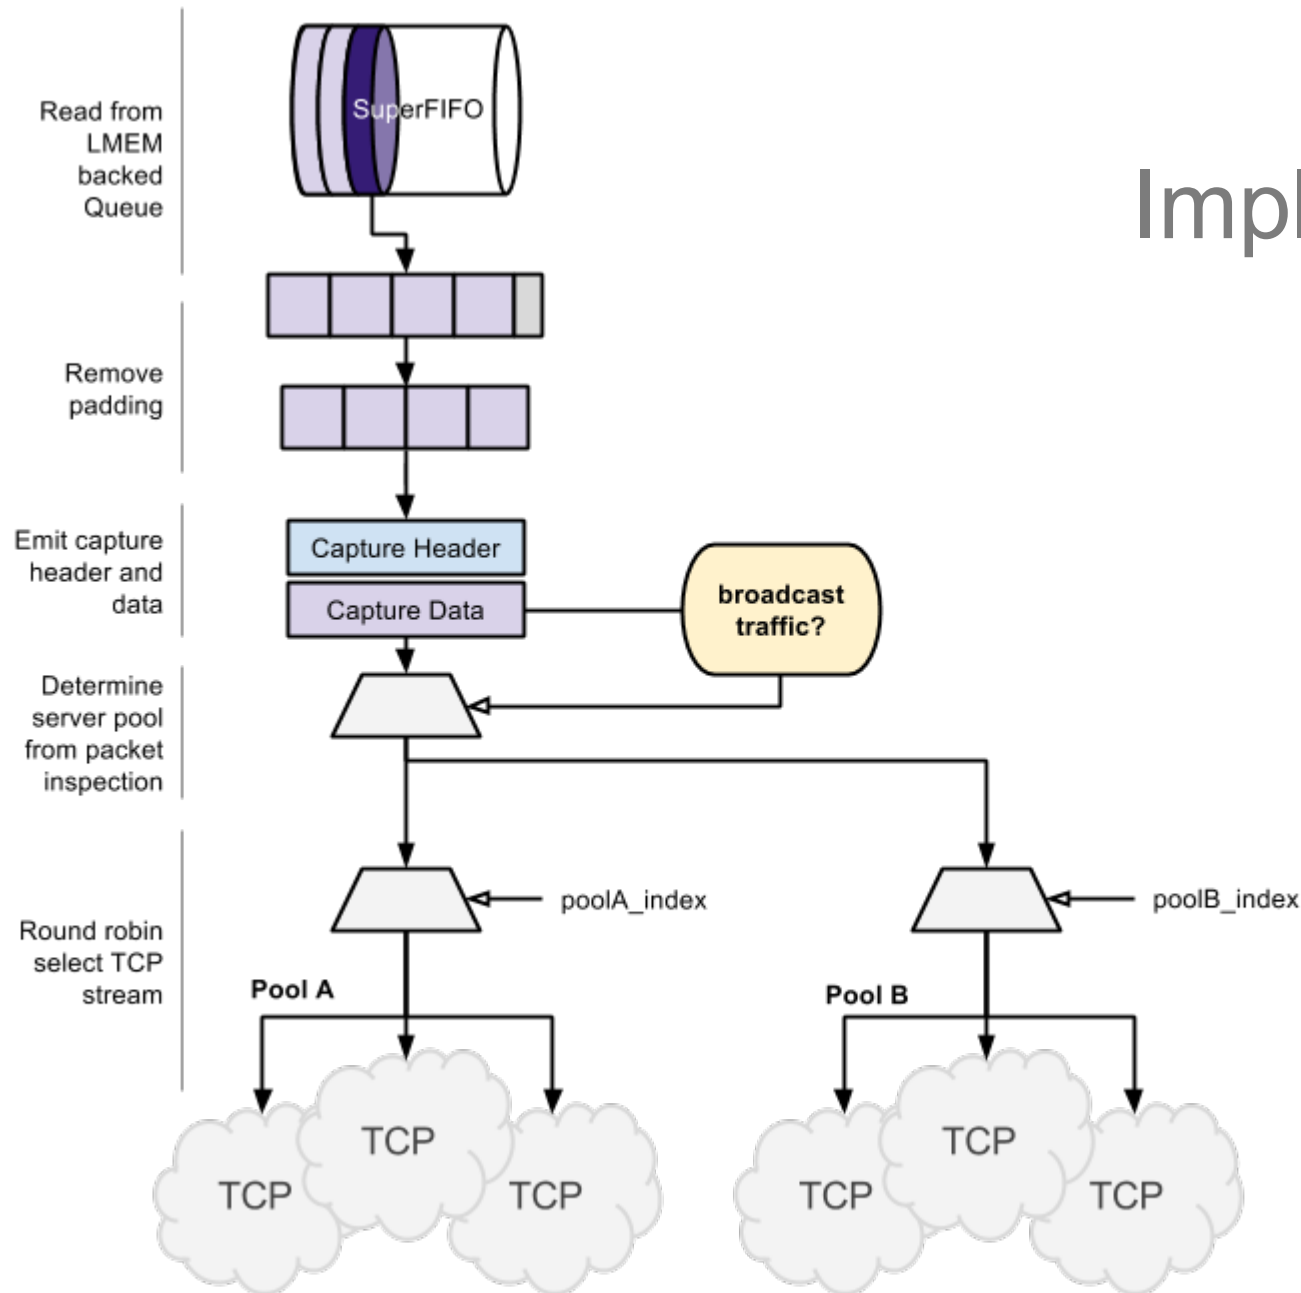 SuperFIFO
Read from
LMEM
backed
Queue
Impl
Remove
padding
Emit capture
header and
data
Capture Header
Capture Data
broadcast
traffic?
Determine
server pool
from packet
inspection
poolA_index
poolB_index
Round robin
select TCP
stream
Pool A
Pool B
TCP
TCP
TCP
TCP
TCP
TCP